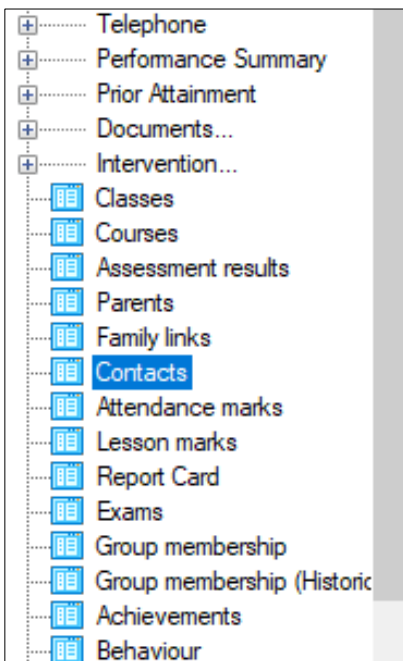 Telephone
Performance Summary
Prior Attainment
Documents...
Intervention...
Classes
Courses
Assessment results
Parents
Family links
Contacts
Attendance marks
Lesson marks
Report Card
Exams
Group membership
Group membership (Historic
Achievements
Behaviour